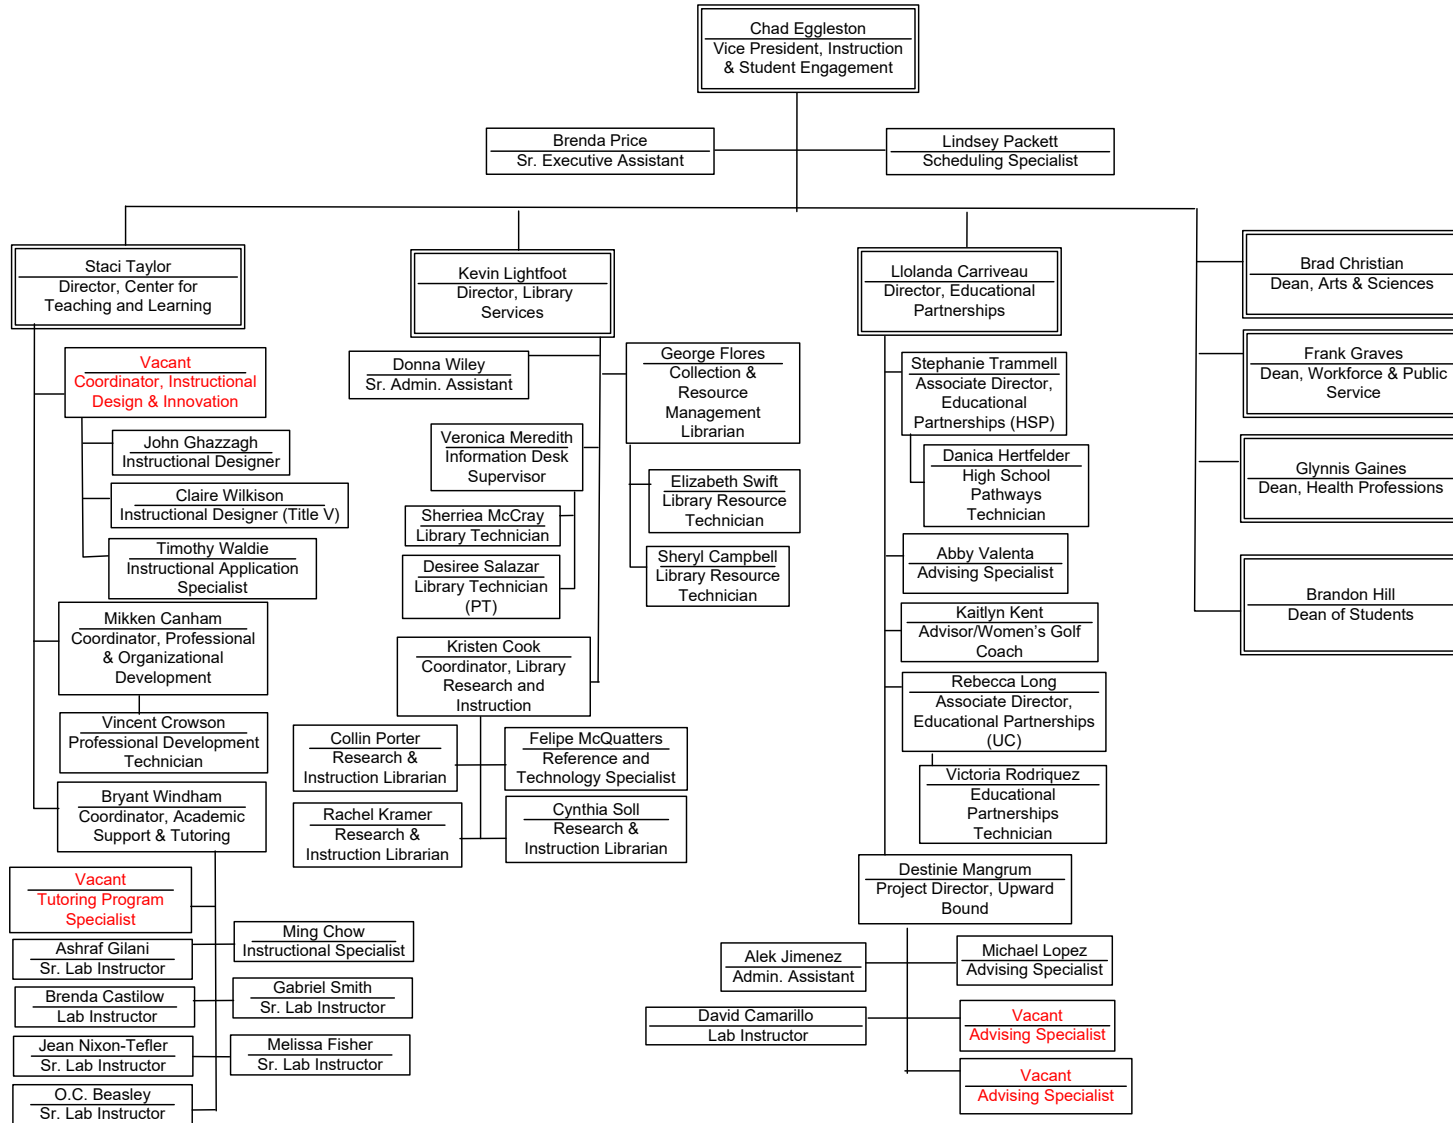 Chad Eggleston
Vice President, Instruction
& Student Engagement
Brenda Price
Sr. Executive Assistant
Lindsey Packett
Scheduling Specialist
Staci Taylor
Director, Center for
Teaching and Learning
Vacant
Coordinator, Instructional
Design & Innovation
John Ghazzagh
Instructional Designer
Claire Wilkison
Instructional Designer (Title V)
Timothy Waldie
Instructional Application
Specialist
Mikken Canham
Coordinator, Professional
& Organizational
Development
Vincent Crowson
Professional Development
Technician
Bryant Windham
Coordinator, Academic
Support & Tutoring
Vacant
Tutoring Program
Specialist
Ming Chow
Instructional Specialist
Ashraf Gilani
Sr. Lab Instructor
Gabriel Smith
Sr. Lab Instructor
Brenda Castilow
Lab Instructor
Melissa Fisher
Sr. Lab Instructor
Jean Nixon-Tefler
Sr. Lab Instructor
O.C. Beasley
Sr. Lab Instructor
Kevin Lightfoot
Director, Library
Services
Donna Wiley
Sr. Admin. Assistant
George Flores
Collection &
Resource
Management
Librarian
Veronica Meredith
Information Desk
Supervisor
Sherriea McCray
Library Technician
Desiree Salazar
Library Technician
(PT)
Elizabeth Swift
Library Resource
Technician
Sheryl Campbell
Library Resource
Technician
Kristen Cook
Coordinator, Library
Research and
Instruction
Collin Porter
Research &
Instruction Librarian
Felipe McQuatters
Reference and
Technology Specialist
Rachel Kramer
Research &
Instruction Librarian
Cynthia Soll
Research &
Instruction Librarian
Llolanda Carriveau
Director, Educational
Partnerships
Stephanie Trammell
Associate Director,
Educational
Partnerships (HSP)
Danica Hertfelder
High School
Pathways
Technician
Abby Valenta
Advising Specialist
Kaitlyn Kent
Advisor/Women’s Golf
Coach
Rebecca Long
Associate Director,
Educational Partnerships
(UC)
Victoria Rodriquez
Educational
Partnerships
Technician
Destinie Mangrum
Project Director, Upward
Bound
Alek Jimenez
Admin. Assistant
Michael Lopez
Advising Specialist
David Camarillo
Lab Instructor
Vacant
Advising Specialist
Vacant
Advising Specialist
Brad Christian
Dean, Arts & Sciences
Frank Graves
Dean, Workforce & Public
Service
Glynnis Gaines
Dean, Health Professions
Brandon Hill
Dean of Students